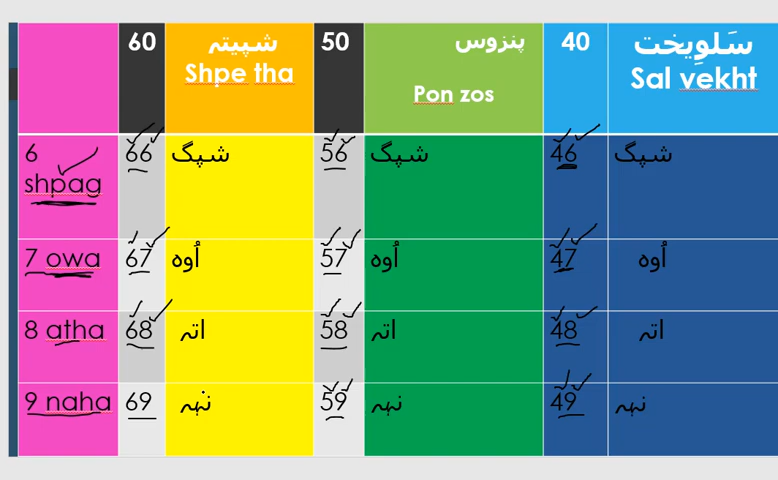 60 شپیتہ 50 پنزوس 40 سَلوِیخت
Shpe tha Pon zos Sal vekht
6 66 شپگ 56 شپگ 46 شپگ
shpag
7 owa 67 اُوہ 57 اُوہ 47 اُوہ
8 atha 68 اتہ 58 اتہ 48 اتہ
9 naha 69 نہہ 59 نہہ 49 نہہ